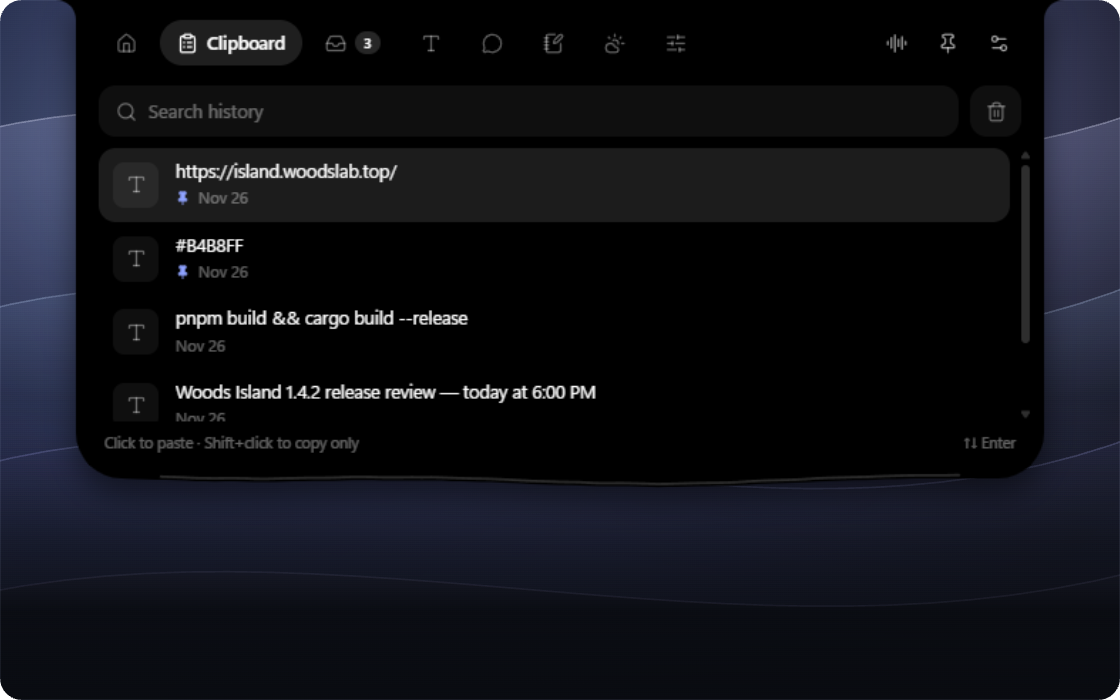 Clipboard
3
Search history
https://island.woodslab.top/
Nov 26
#B4B8FF
Nov 26
pnpm build && cargo build --release
Nov 26
Woods Island 1.4.2 release review — today at 6:00 PM
Nov 26
Click to paste · Shift+click to copy only
↑↓ Enter